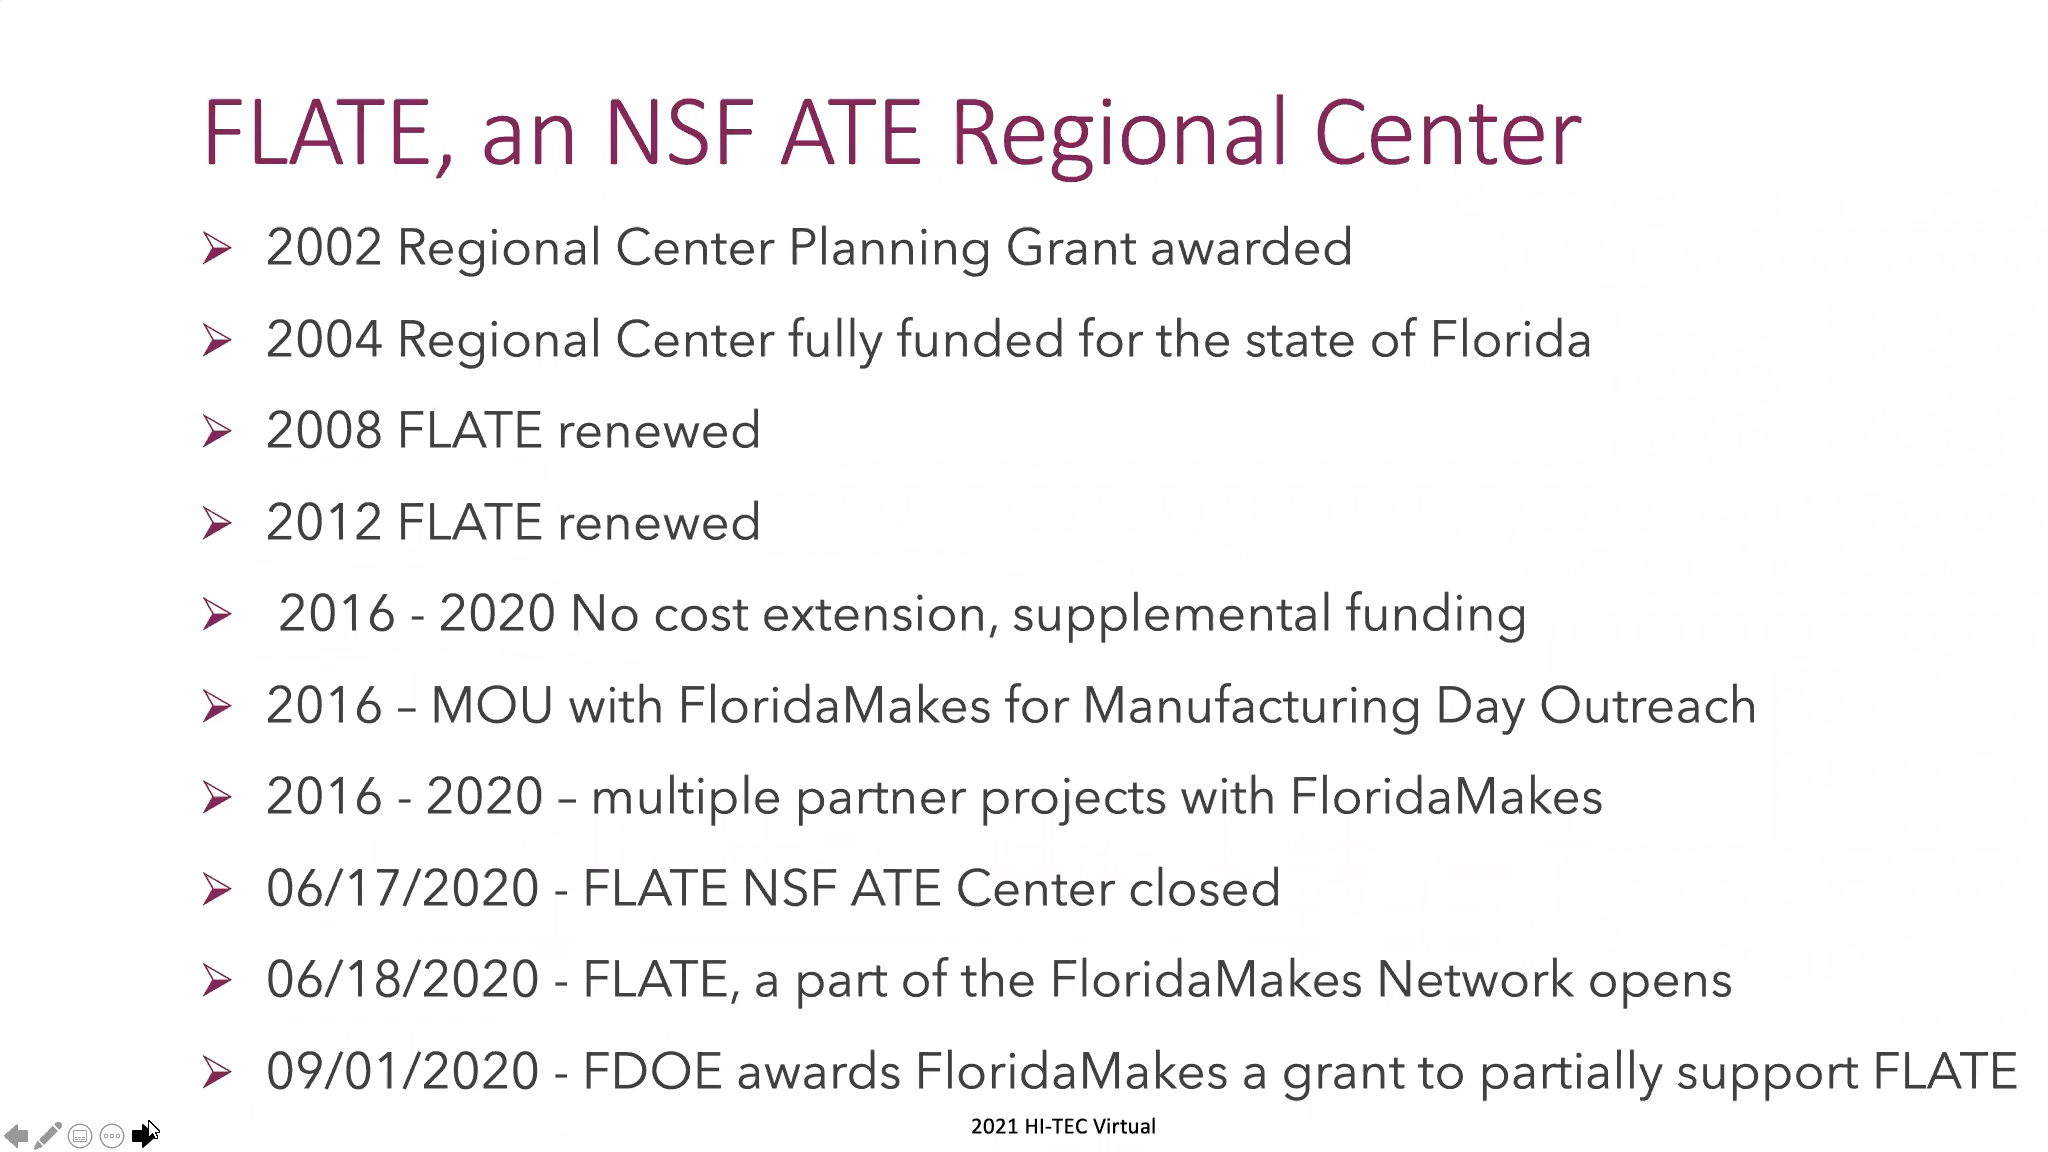 FLATE, an NSF ATE Regional Center
2002 Regional Center Planning Grant awarded
2004 Regional Center fully funded for the state of Florida
2008 FLATE renewed
2012 FLATE renewed
2016 - 2020 No cost extension, supplemental funding
2016 – MOU with FloridaMakes for Manufacturing Day Outreach
2016 - 2020 – multiple partner projects with FloridaMakes
06/17/2020 - FLATE NSF ATE Center closed
06/18/2020 - FLATE, a part of the FloridaMakes Network opens
09/01/2020 - FDOE awards FloridaMakes a grant to partially support FLATE
2021 HI-TEC Virtual